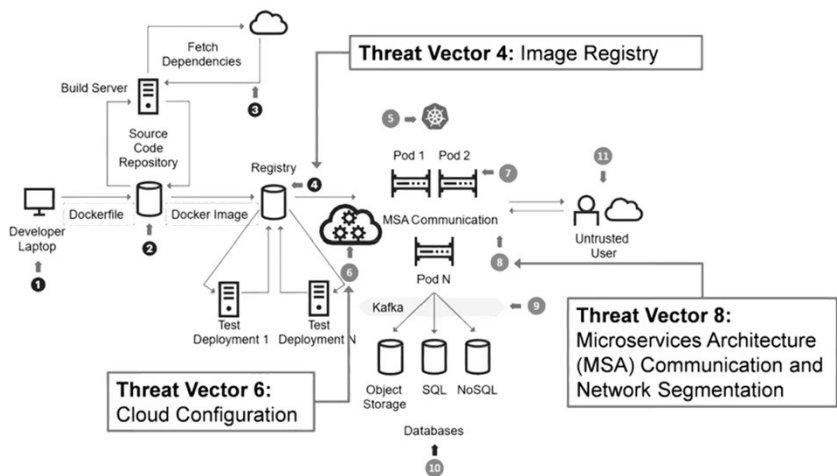 Fetch
Dependencies
Threat Vector 4: Image Registry
Build Server
3
5
Source
Code
Repository
Pod 1
Pod 2
11
7
Registry
4
Dockerfile
Docker Image
MSA Communication
Developer
Laptop
Untrusted
User
1
2
6
8
Pod N
Test
Deployment 1
Test
Deployment N
Kafka
9
Threat Vector 8:
Microservices Architecture
(MSA) Communication and
Network Segmentation
Threat Vector 6:
Cloud Configuration
Object
Storage
SQL
NoSQL
Databases
10